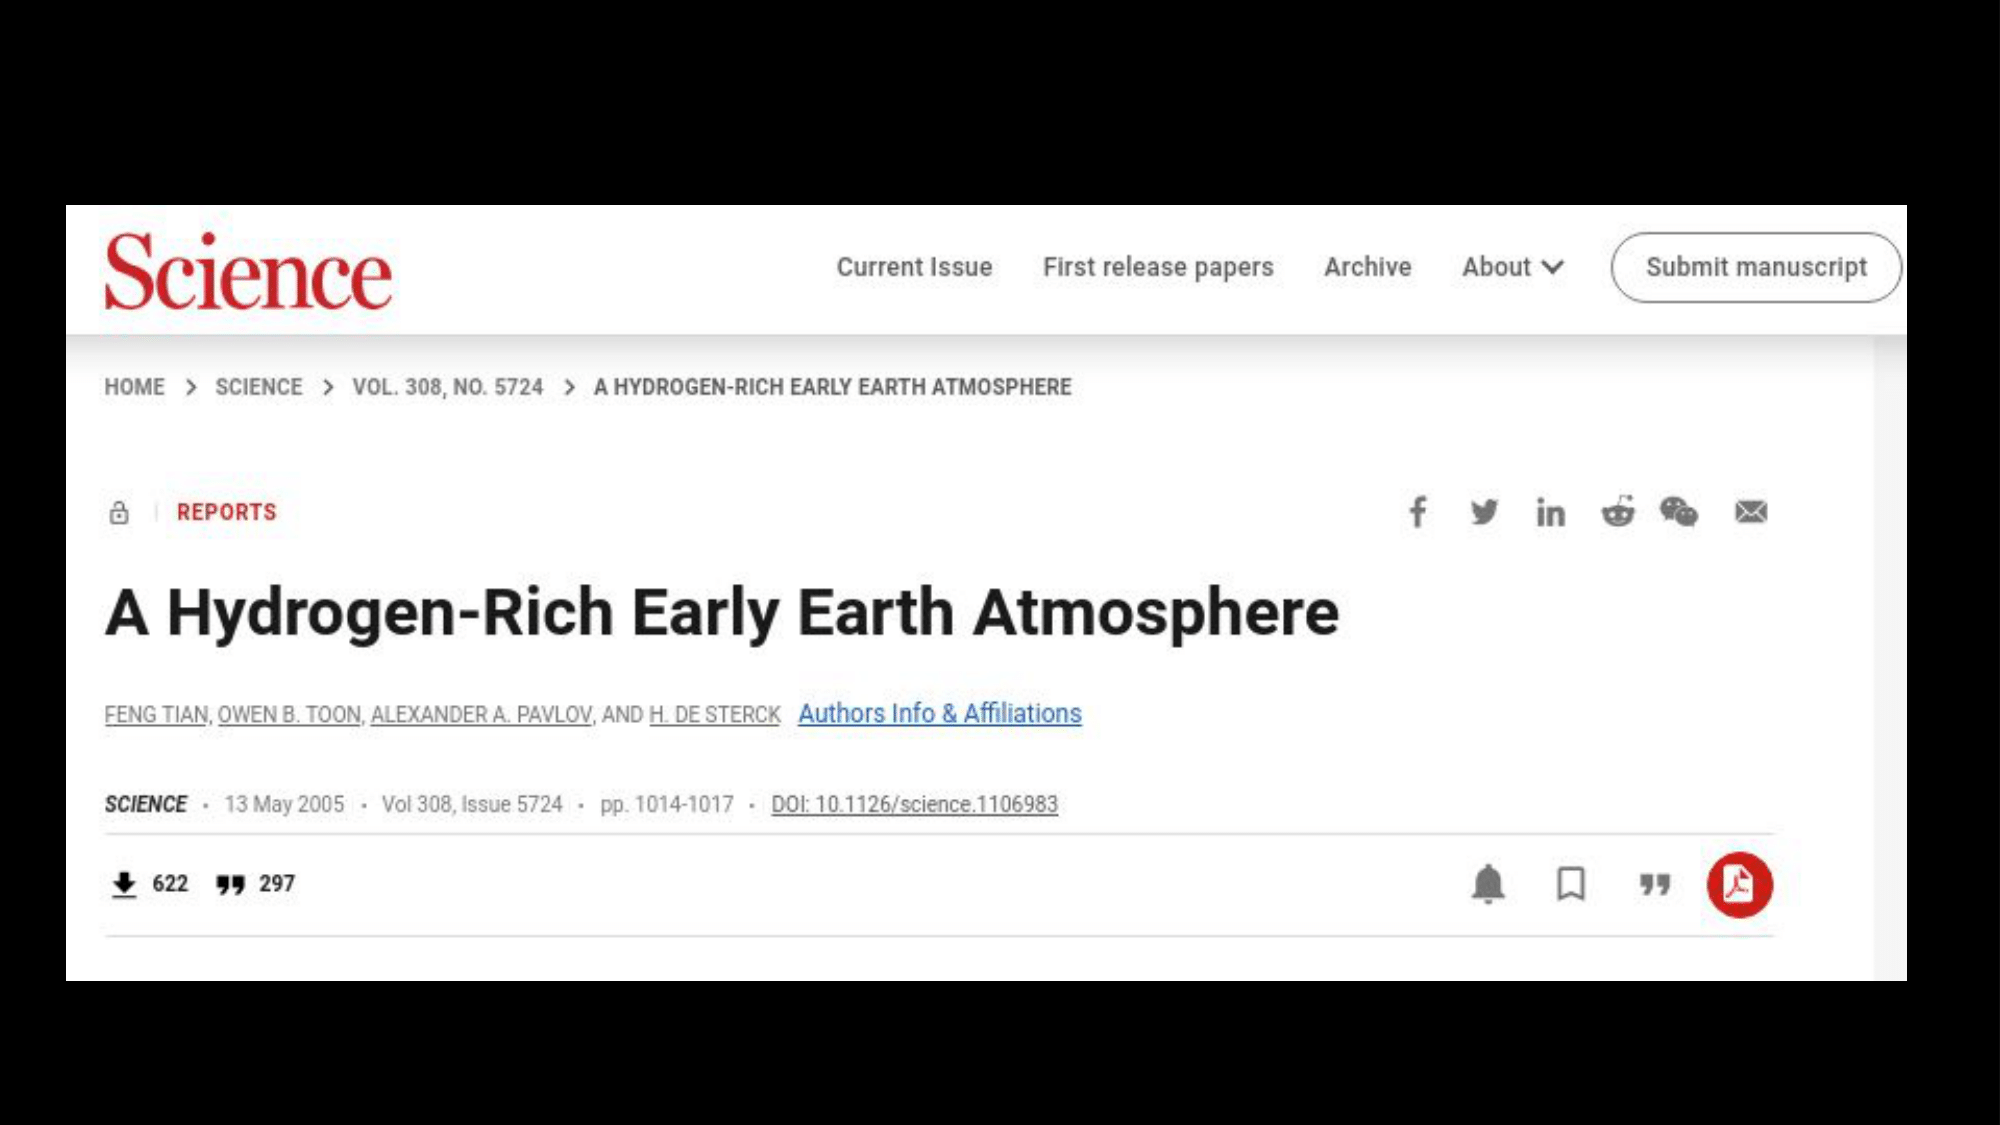 Science
Current Issue First release papers Archive About Submit manuscript
HOME > SCIENCE > VOL. 308, NO. 5724 > A HYDROGEN-RICH EARLY EARTH ATMOSPHERE
REPORTS
A Hydrogen-Rich Early Earth Atmosphere
FENG TIAN, OWEN B. TOON, ALEXANDER A. PAVLOV, AND H. DE STERCK Authors Info & Affiliations
SCIENCE • 13 May 2005 • Vol 308, Issue 5724 • pp. 1014-1017 • DOI: 10.1126/science.1106983
622 297